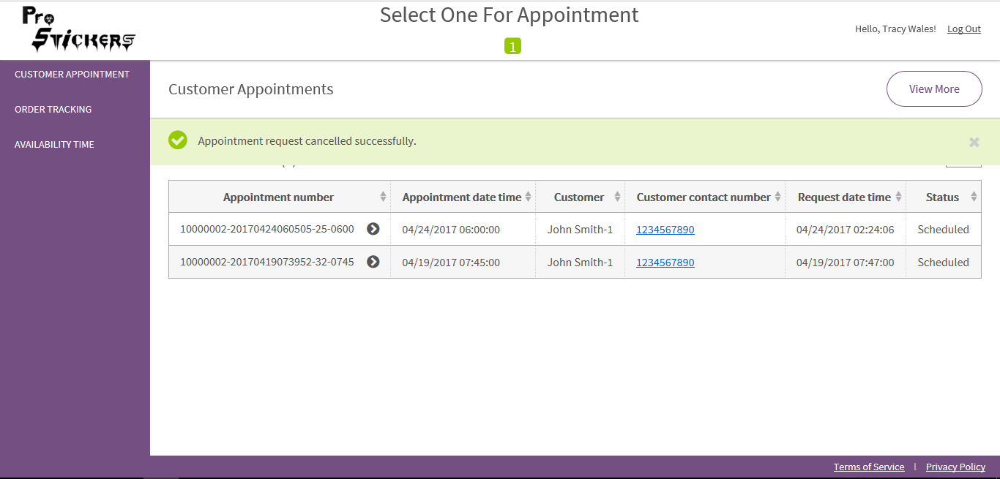 Pro Stickers
Select One For Appointment
1
Hello, Tracy Wales! Log Out
CUSTOMER APPOINTMENT
ORDER TRACKING
AVAILABILITY TIME
Customer Appointments
View More
Appointment request cancelled successfully.
Appointment number Appointment date time Customer Customer contact number Request date time Status
10000002-20170424060505-25-0600 04/24/2017 06:00:00 John Smith-1 1234567890 04/24/2017 02:24:06 Scheduled
10000002-20170419073952-32-0745 04/19/2017 07:45:00 John Smith-1 1234567890 04/19/2017 07:47:00 Scheduled
Terms of Service | Privacy Policy